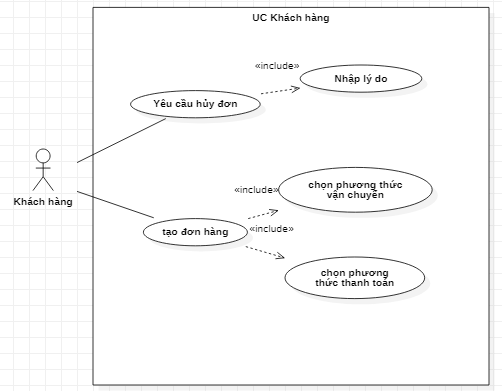 UC Khách hàng
«include»
Nhập lý do
Yêu cầu hủy đơn
Khách hàng
«include»
chọn phương thức
vận chuyển
tạo đơn hàng
«include»
chọn phương
thức thanh toán